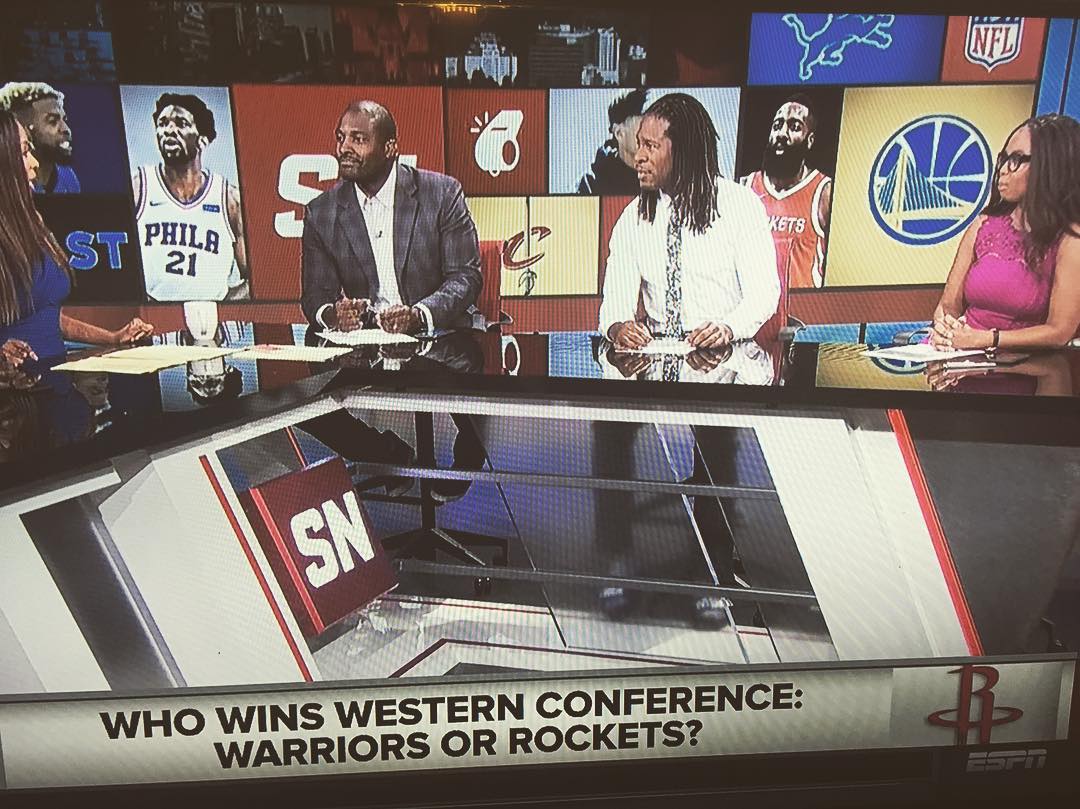 NFL
PHILA
21
S
KETS
ST
C
SN
WHO WINS WESTERN CONFERENCE:
WARRIORS OR ROCKETS?
R
ESPN